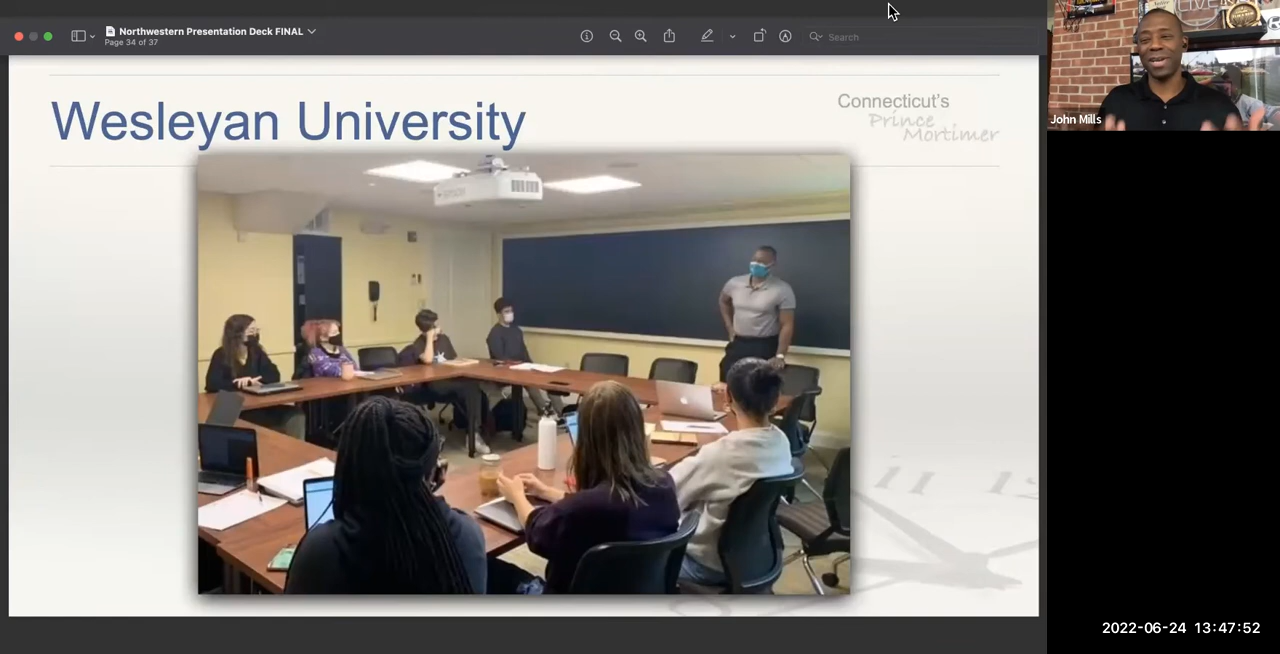 Northwestern Presentation Deck FINAL
Page 34 of 37
Search
Wesleyan University
Connecticut's
Prince
Mortimer
John Mills
2022-06-24 13:47:52